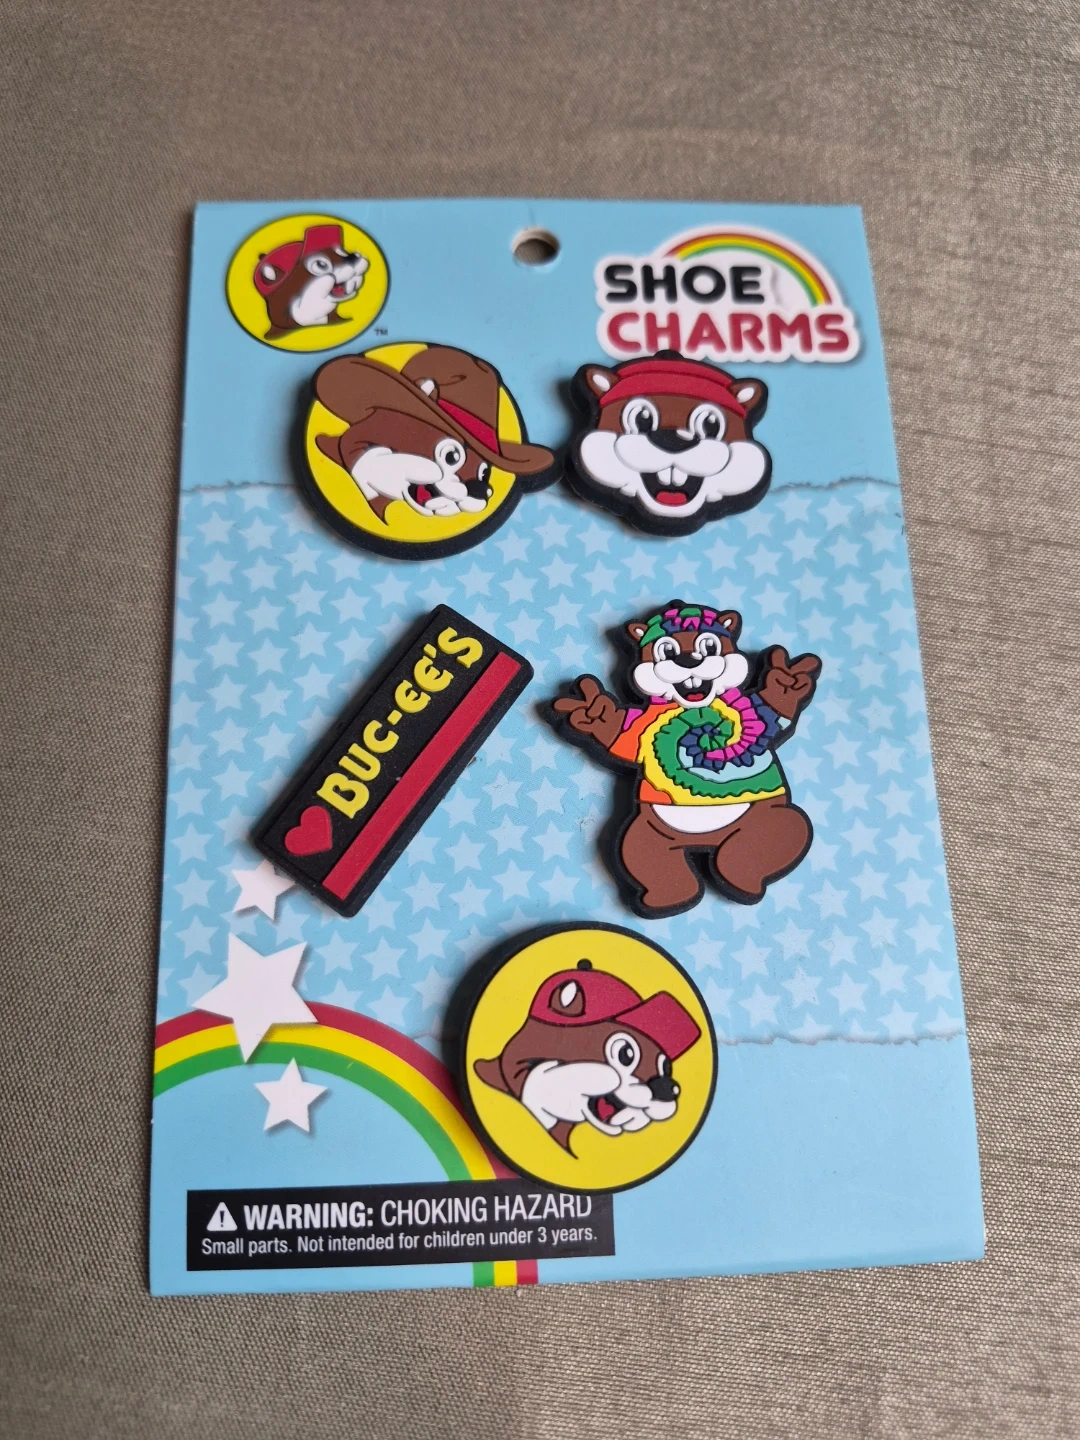 TM
SHOE
CHARMS
BUC-EE'S
WARNING: CHOKING HAZARD
Small parts. Not intended for children under 3 years.